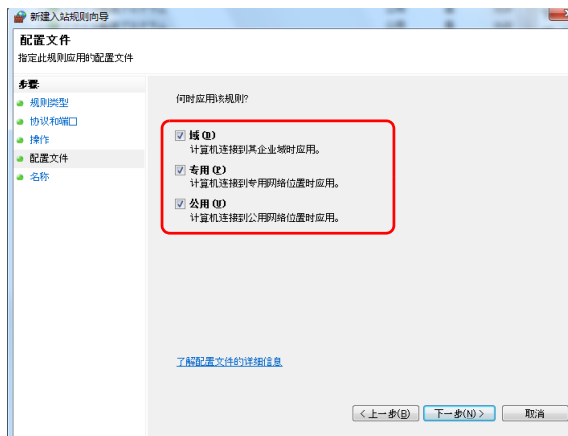 新建入站规则向导
配置文件
指定此规则应用的配置文件
步骤:
规则类型
协议和端口
操作
配置文件
名称
何时应用该规则?
域(D)
计算机连接到其企业域时应用。
专用(P)
计算机连接到专用网络位置时应用。
公用(U)
计算机连接到公用网络位置时应用。
了解配置文件的详细信息
<上一步(B) 下一步(N)> 取消